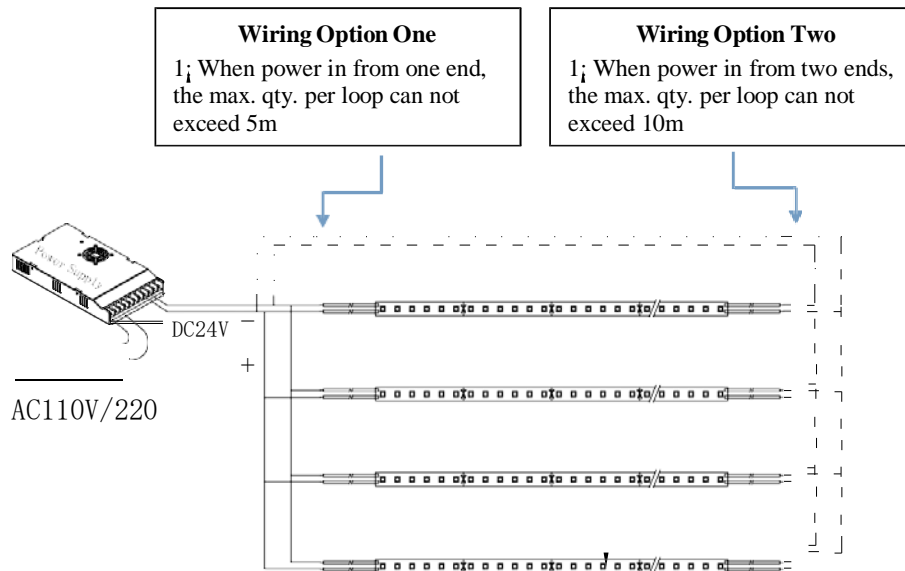 Wiring Option One
1¡ When power in from one end,
the max. qty. per loop can not
exceed 5m
Wiring Option Two
1¡ When power in from two ends,
the max. qty. per loop can not
exceed 10m
Power Supply
DC24V
−
+
AC110V/220